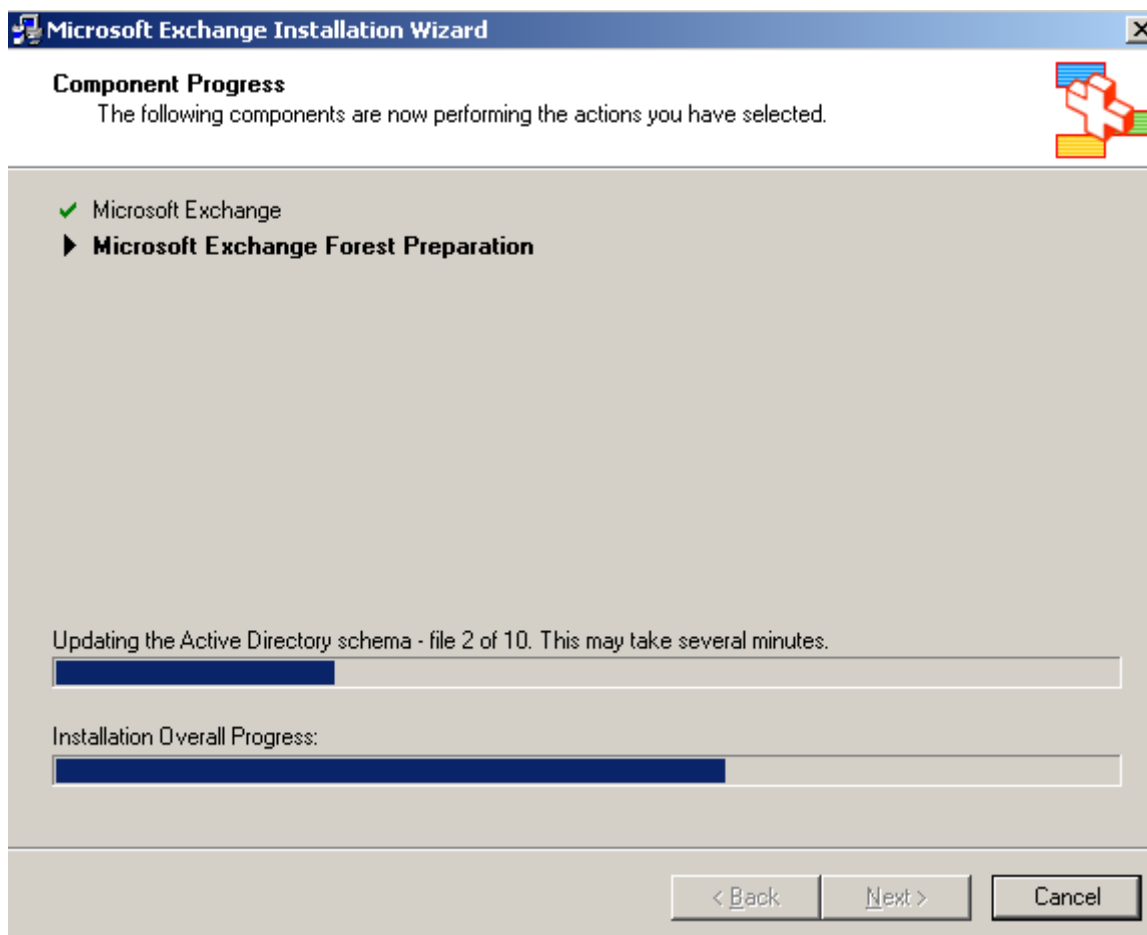 Microsoft Exchange Installation Wizard
Component Progress
The following components are now performing the actions you have selected.
Microsoft Exchange
Microsoft Exchange Forest Preparation
Updating the Active Directory schema - file 2 of 10. This may take several minutes.
Installation Overall Progress:
< Back Next > Cancel